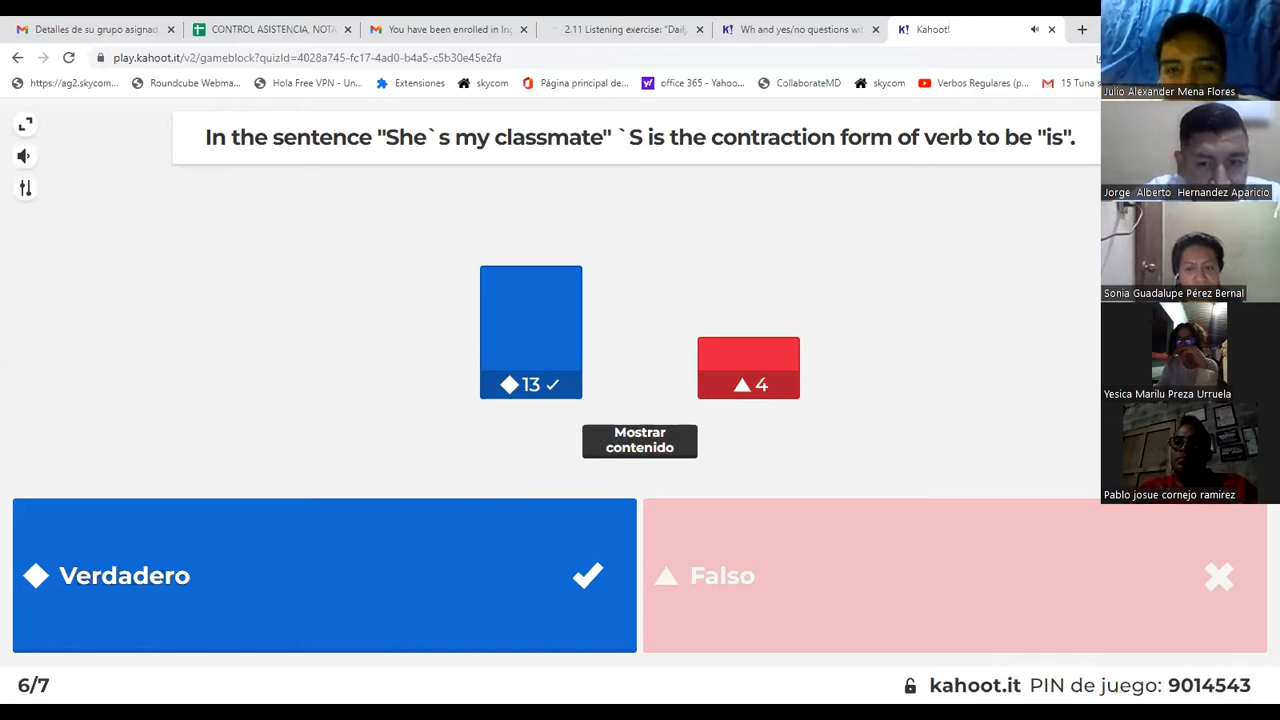 Detalles de su grupo asignad
CONTROL ASISTENCIA, NOTA
You have been enrolled in Ing
2.11 Listening exercise: "Daily
Wh and yes/no questions wit
Kahoot!
play.kahoot.it/v2/gameblock?quizId=4028a745-fc17-4ad0-b4a5-c5b30e45e2fa
https://ag2.skycom...
Roundcube Webma...
Hola Free VPN - Un...
Extensiones
skycom
Página principal de...
office 365 - Yahoo...
CollaborateMD
skycom
Verbos Regulares (p...
15 Tuna s
In the sentence "She`s my classmate" `S is the contraction form of verb to be "is".
13
4
Mostrar
contenido
Verdadero
Falso
6/7
kahoot.it PIN de juego: 9014543
Julio Alexander Mena Flores
Jorge Alberto Hernandez Aparicio
Sonia Guadalupe Pérez Bernal
Yesica Marilu Preza Urruela
Pablo josue cornejo ramirez